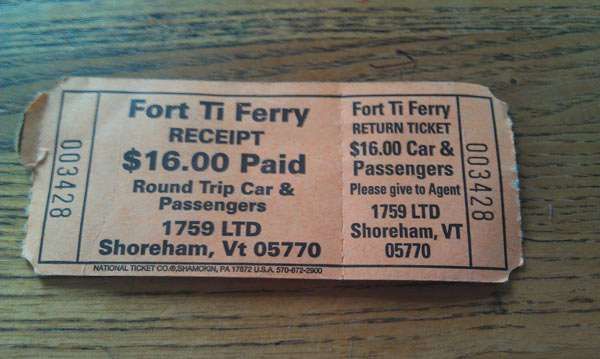 003428
Fort Ti Ferry
RECEIPT
$16.00 Paid
Round Trip Car &
Passengers
1759 LTD
Shoreham, Vt 05770
NATIONAL TICKET CO.®,SHAMOKIN, PA 17872 U.S.A. 570-672-2900
Fort Ti Ferry
RETURN TICKET
$16.00 Car &
Passengers
Please give to Agent
1759 LTD
Shoreham, VT
05770
003428